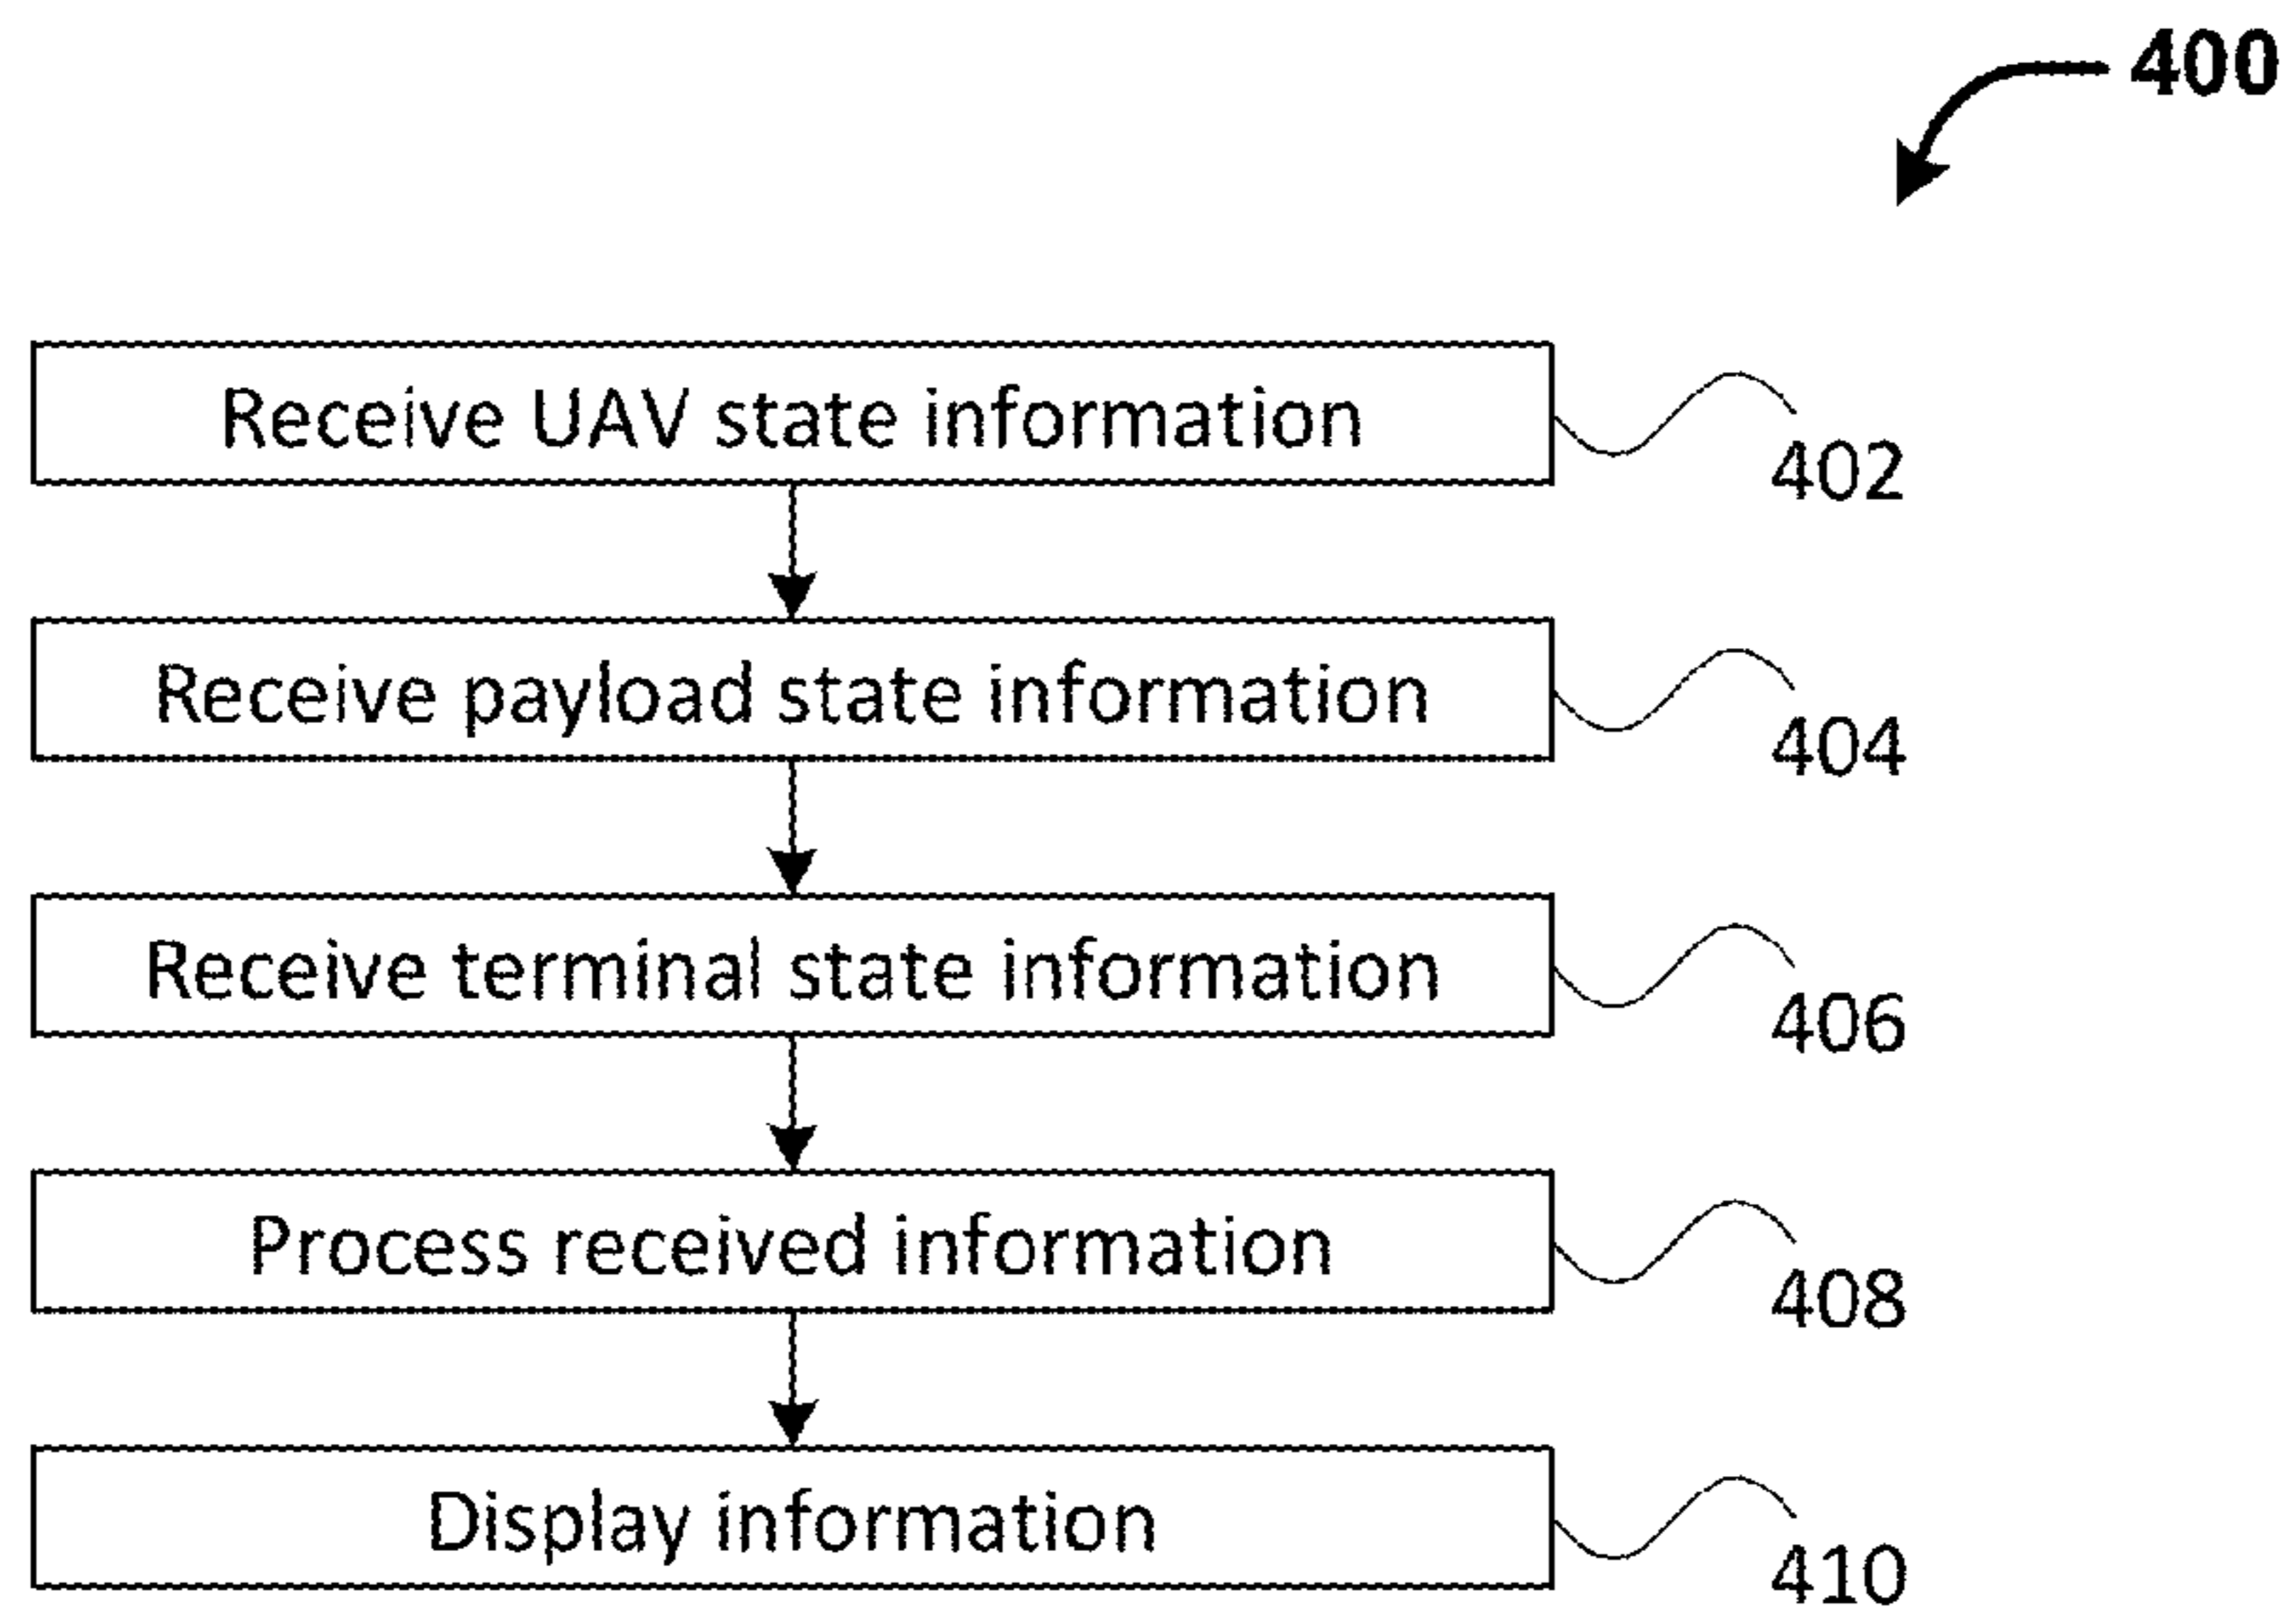 400
Receive UAV state information
402
Receive payload state information
404
Receive terminal state information
406
Process received information
408
Display information
410